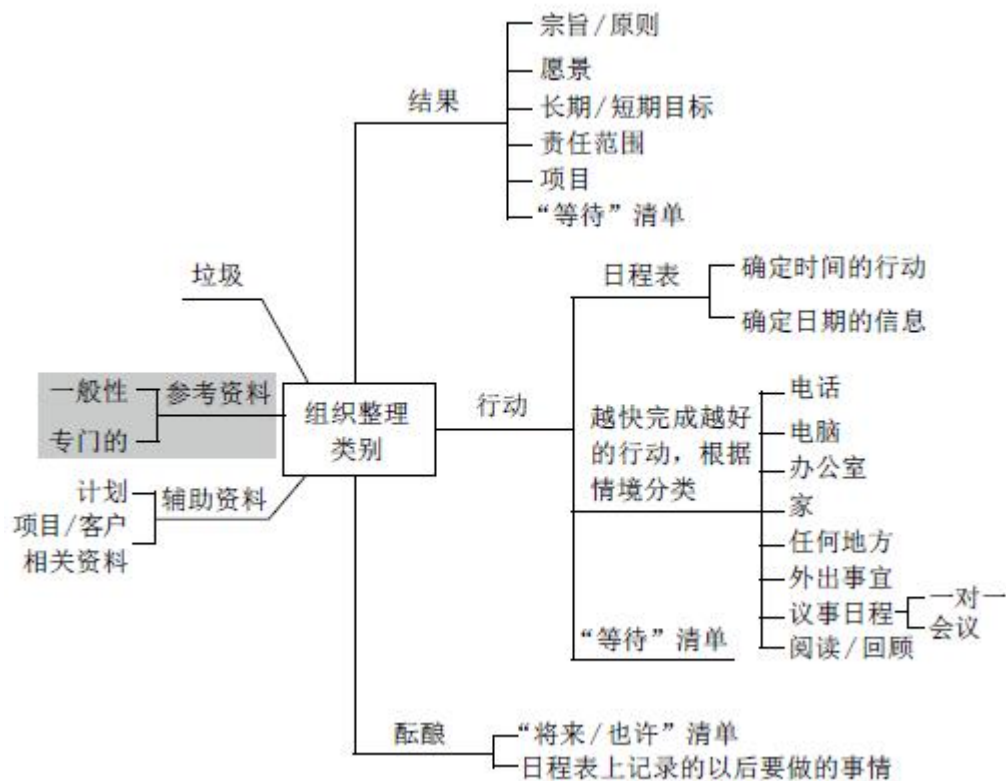 宗旨/原则
愿景
结果
长期/短期目标
责任范围
项目
“等待”清单
垃圾
日程表
确定时间的行动
确定日期的信息
一般性
参考资料
专门的
组织整理
类别
行动
越快完成越好
的行动，根据
情境分类
电话
电脑
办公室
家
任何地方
外出事宜
议事日程
一对一
会议
阅读/回顾
计划
辅助资料
项目/客户
相关资料
“等待”清单
酝酿
“将来/也许”清单
日程表上记录的以后要做的事情